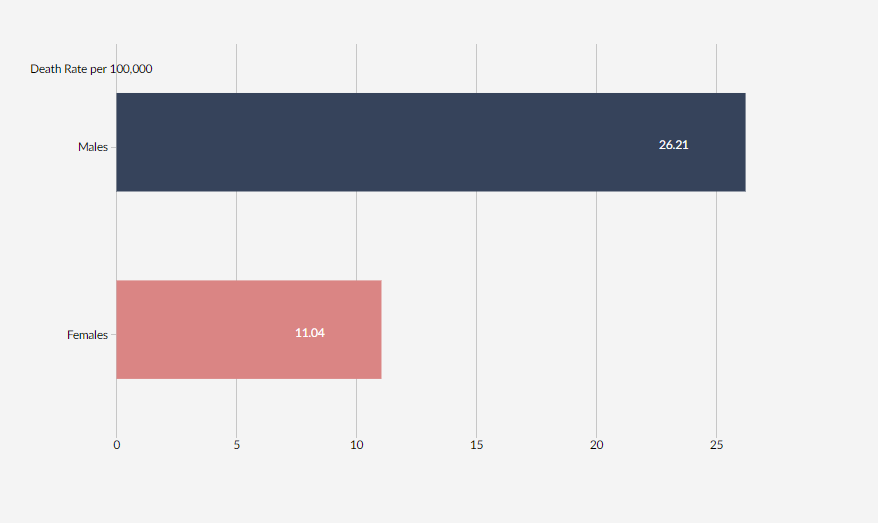 Death Rate per 100,000
Males
26.21
Females
11.04
0 5 10 15 20 25